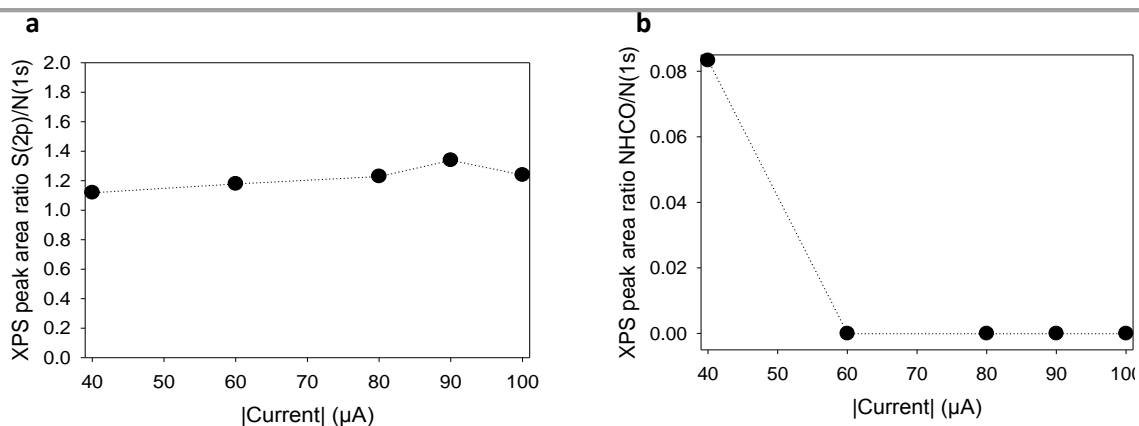 a
XPS peak area ratio S(2p)/N(1s)
2.0
1.8
1.6
1.4
1.2
1.0
0.8
0.6
0.4
0.2
0.0
40 50 60 70 80 90 100
|Current| (µA)
b
XPS peak area ratio NHCO/N(1s)
0.08
0.06
0.04
0.02
0.00
40 50 60 70 80 90 100
|Current| (µA)